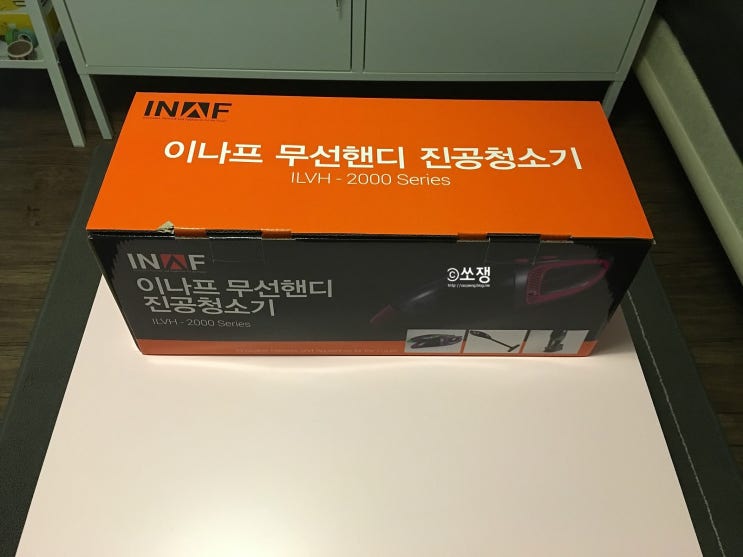 INAF
이나프 무선핸디 진공청소기
ILVH - 2000 Series
INAF
이나프 무선핸디
진공청소기
ILVH - 2000 Series
©쏘쟁